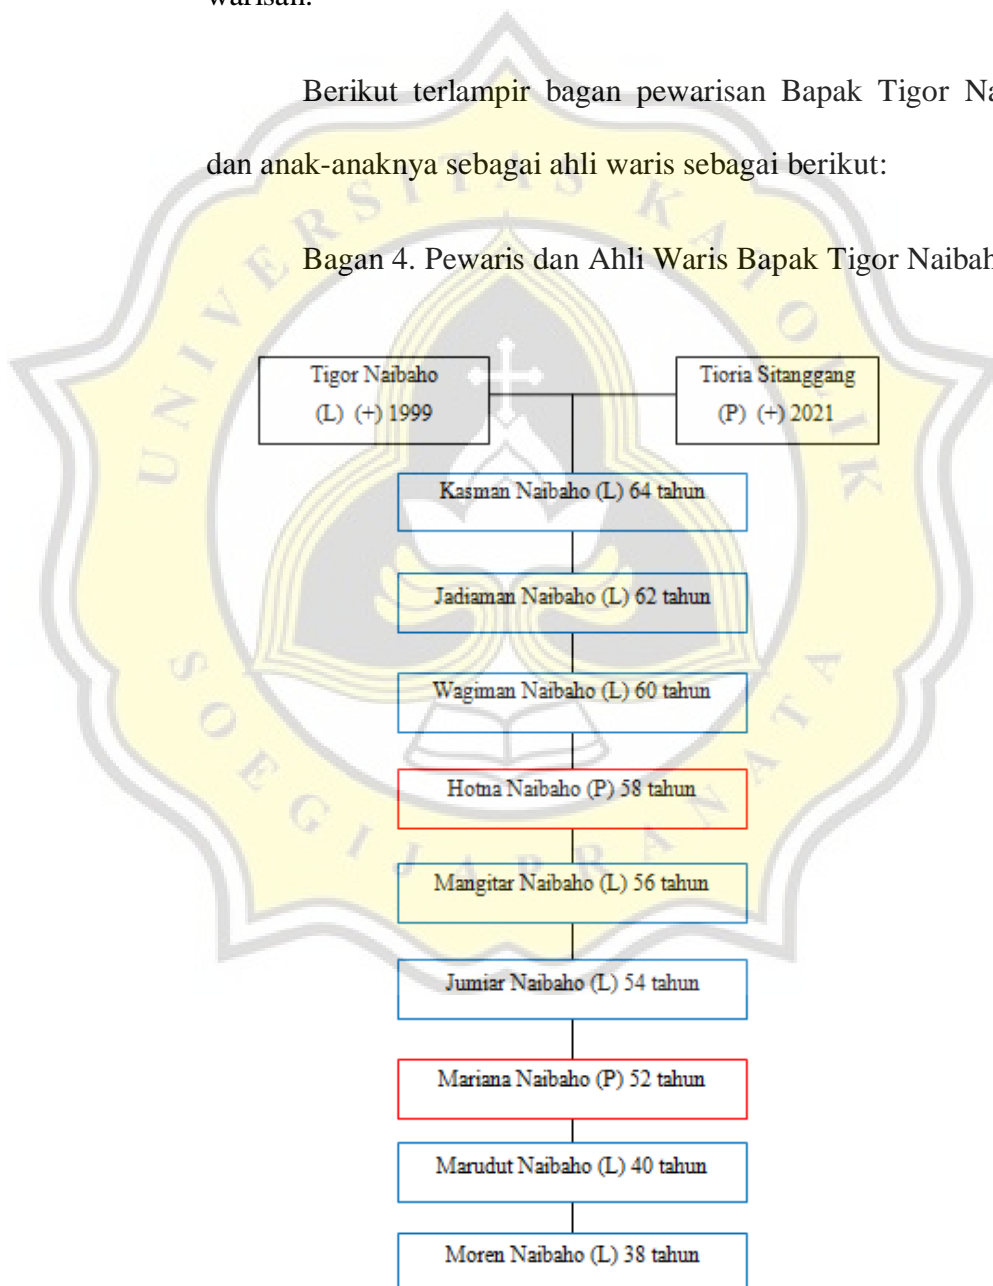 warisan.
Berikut terlampir bagan pewarisan Bapak Tigor Na
dan anak-anaknya sebagai ahli waris sebagai berikut:
Bagan 4. Pewaris dan Ahli Waris Bapak Tigor Naibah
Tigor Naibaho
(L) (+) 1999
Tioria Sitanggang
(P) (+) 2021
Kasman Naibaho (L) 64 tahun
Jadiaman Naibaho (L) 62 tahun
Wagiman Naibaho (L) 60 tahun
Hotna Naibaho (P) 58 tahun
Mangitar Naibaho (L) 56 tahun
Jumiar Naibaho (L) 54 tahun
Mariana Naibaho (P) 52 tahun
Marudut Naibaho (L) 40 tahun
Moren Naibaho (L) 38 tahun
UNIVERSITAS KATOLIK
SOEGIJAPRANATA